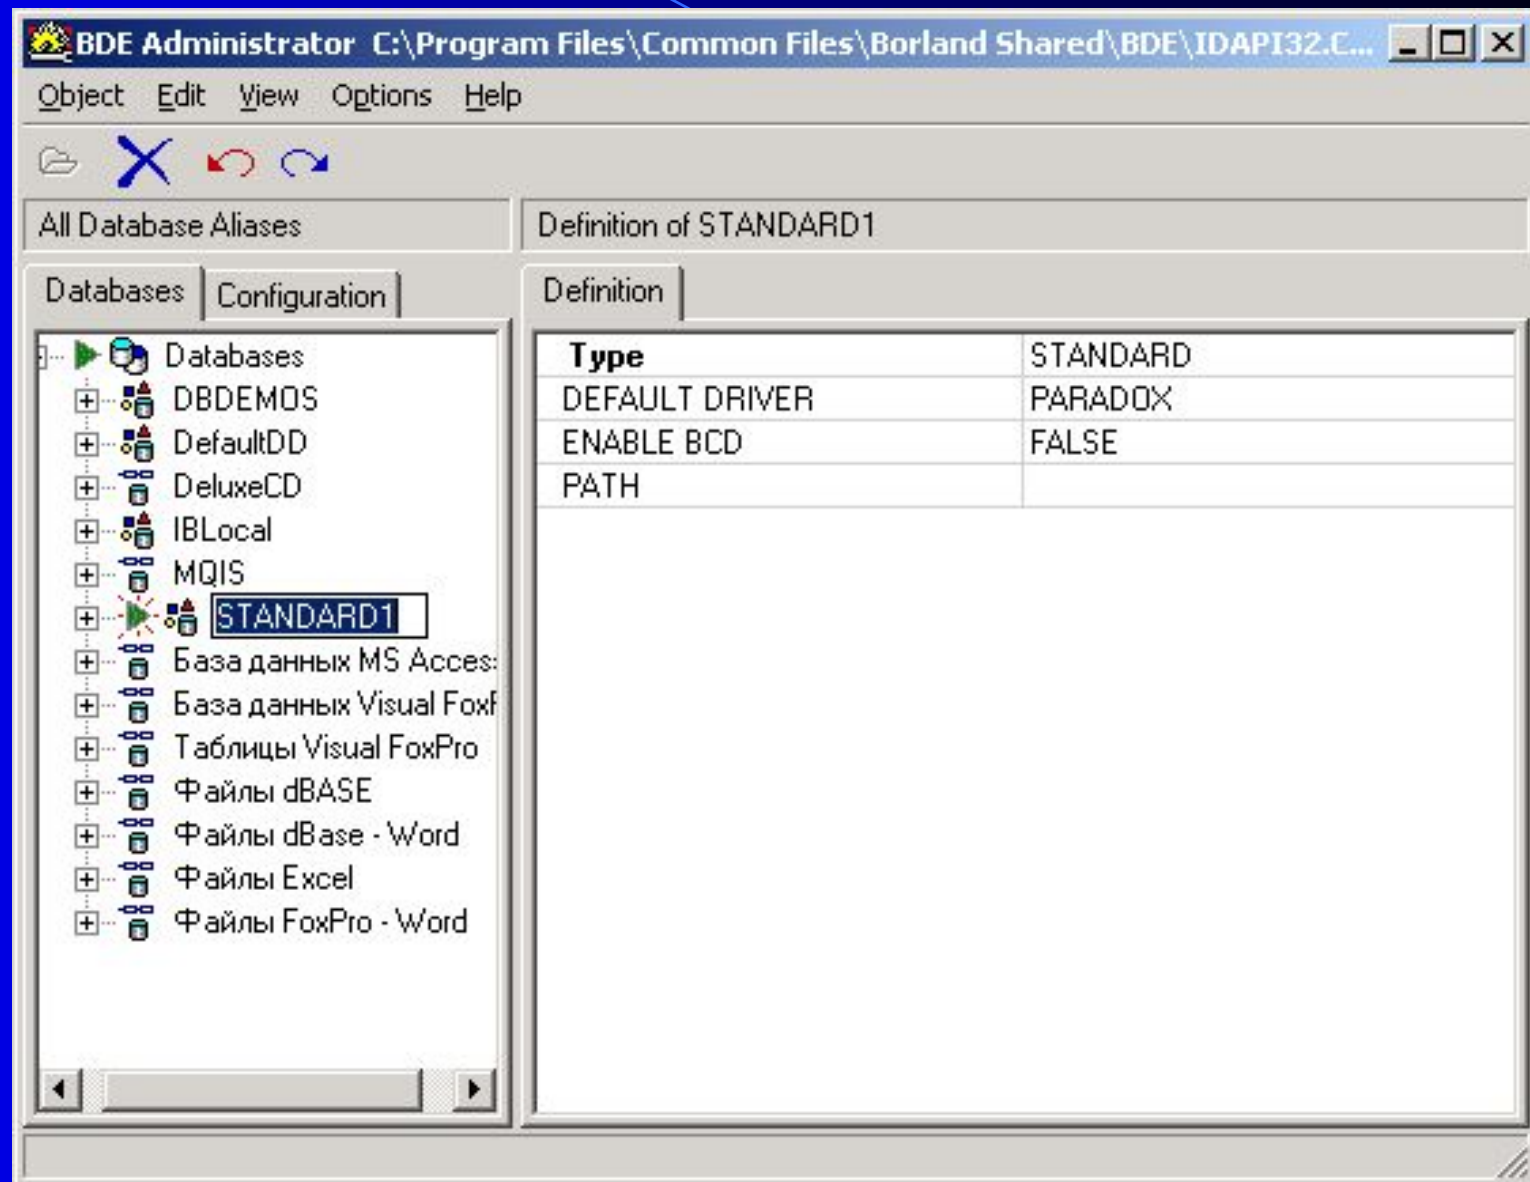 BDE Administrator C:\Program Files\Common Files\Borland Shared\BDE\IDAPI32.C...
Object Edit View Options Help
All Database Aliases
Definition of STANDARD1
Databases Configuration
Definition
Databases
DBDEMOS
DefaultDD
DeluxeCD
IBLocal
MQIS
STANDARD1
База данных MS Acces
База данных Visual Fox
Таблицы Visual FoxPro
Файлы dBASE
Файлы dBase - Word
Файлы Excel
Файлы FoxPro - Word
Type STANDARD
DEFAULT DRIVER PARADOX
ENABLE BCD FALSE
PATH